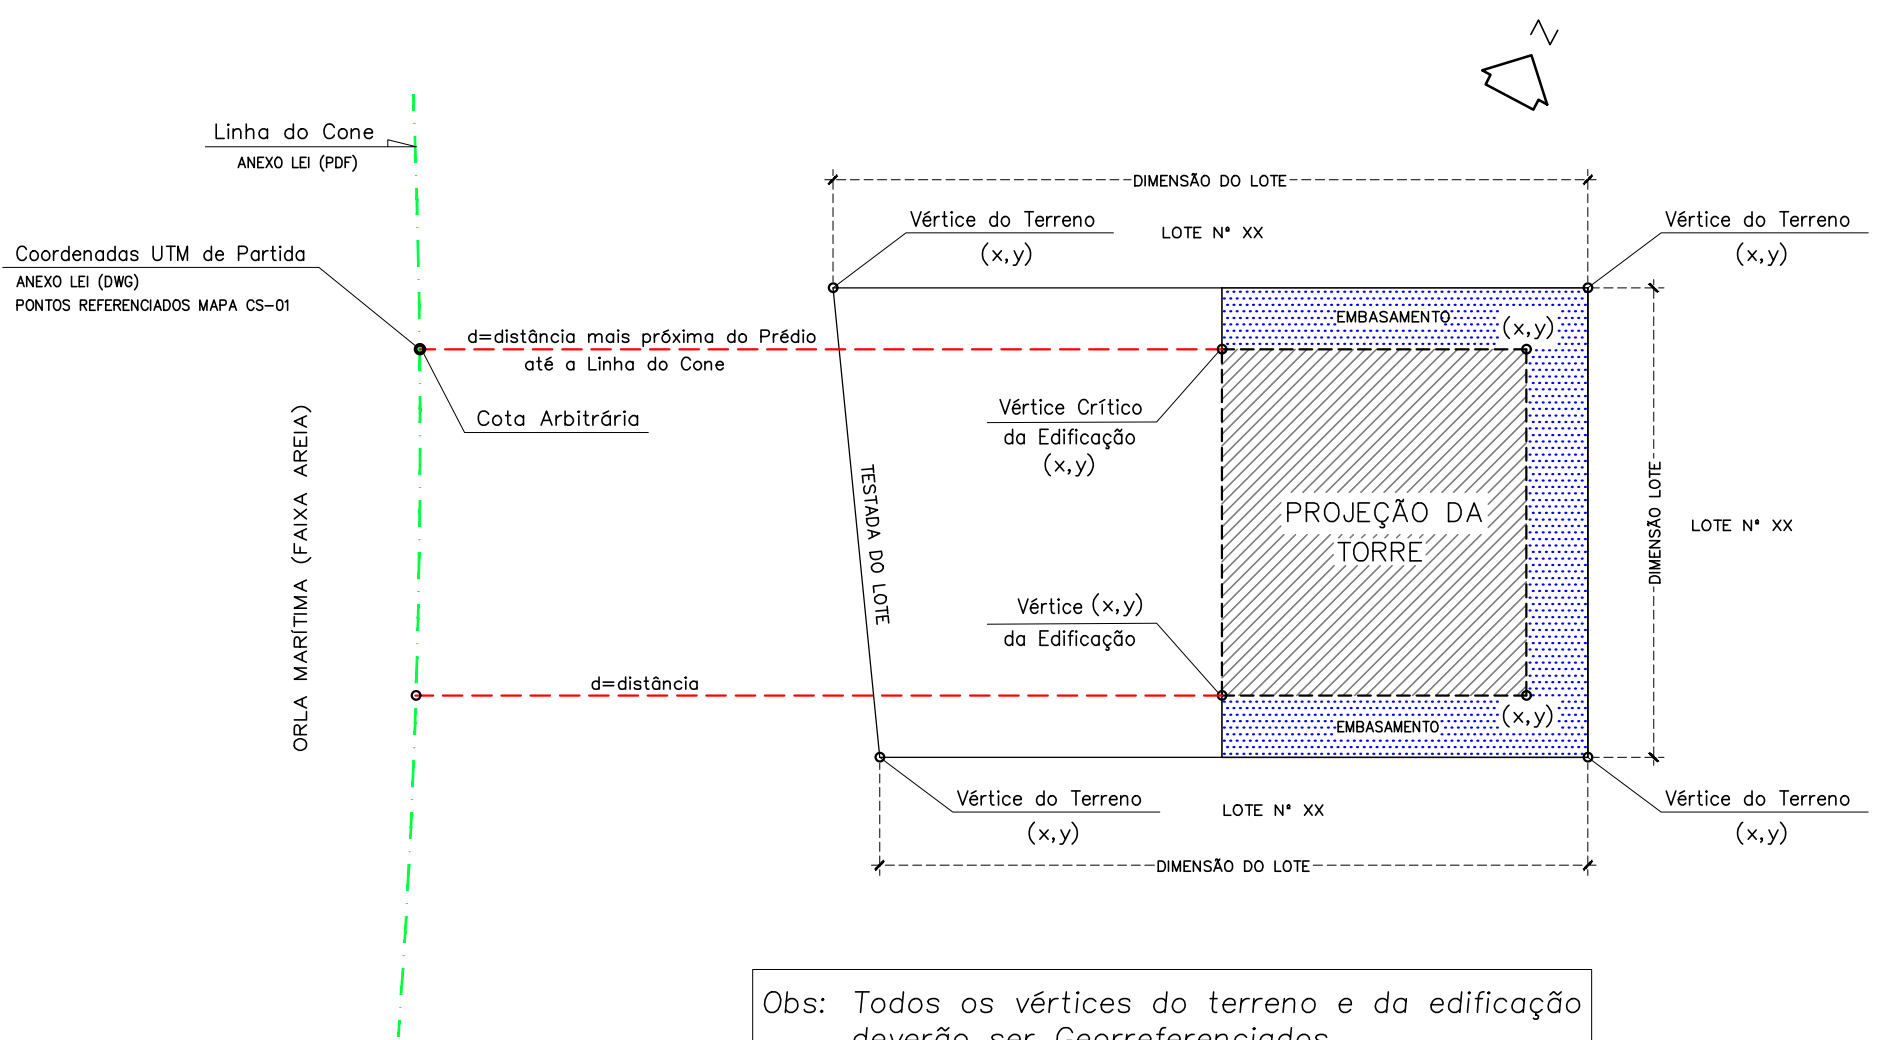 N
Linha do Cone
ANEXO LEI (PDF)
DIMENSÃO DO LOTE
Vértice do Terreno
(x,y)
LOTE Nº XX
Vértice do Terreno
(x,y)
Coordenadas UTM de Partida
ANEXO LEI (DWG)
PONTOS REFERENCIADOS MAPA CS-01
EMBASAMENTO
(x,y)
d=distância mais próxima do Prédio
até a Linha do Cone
Cota Arbitrária
Vértice Crítico
da Edificação
(x,y)
ORLA MARÍTIMA (FAIXA AREIA)
TESTADA DO LOTE
PROJEÇÃO DA
TORRE
DIMENSÃO LOTE
LOTE Nº XX
Vértice (x,y)
da Edificação
d=distância
(x,y)
EMBASAMENTO
Vértice do Terreno
(x,y)
LOTE Nº XX
Vértice do Terreno
(x,y)
DIMENSÃO DO LOTE
Obs: Todos os vértices do terreno e da edificação
deverão ser Georreferenciados